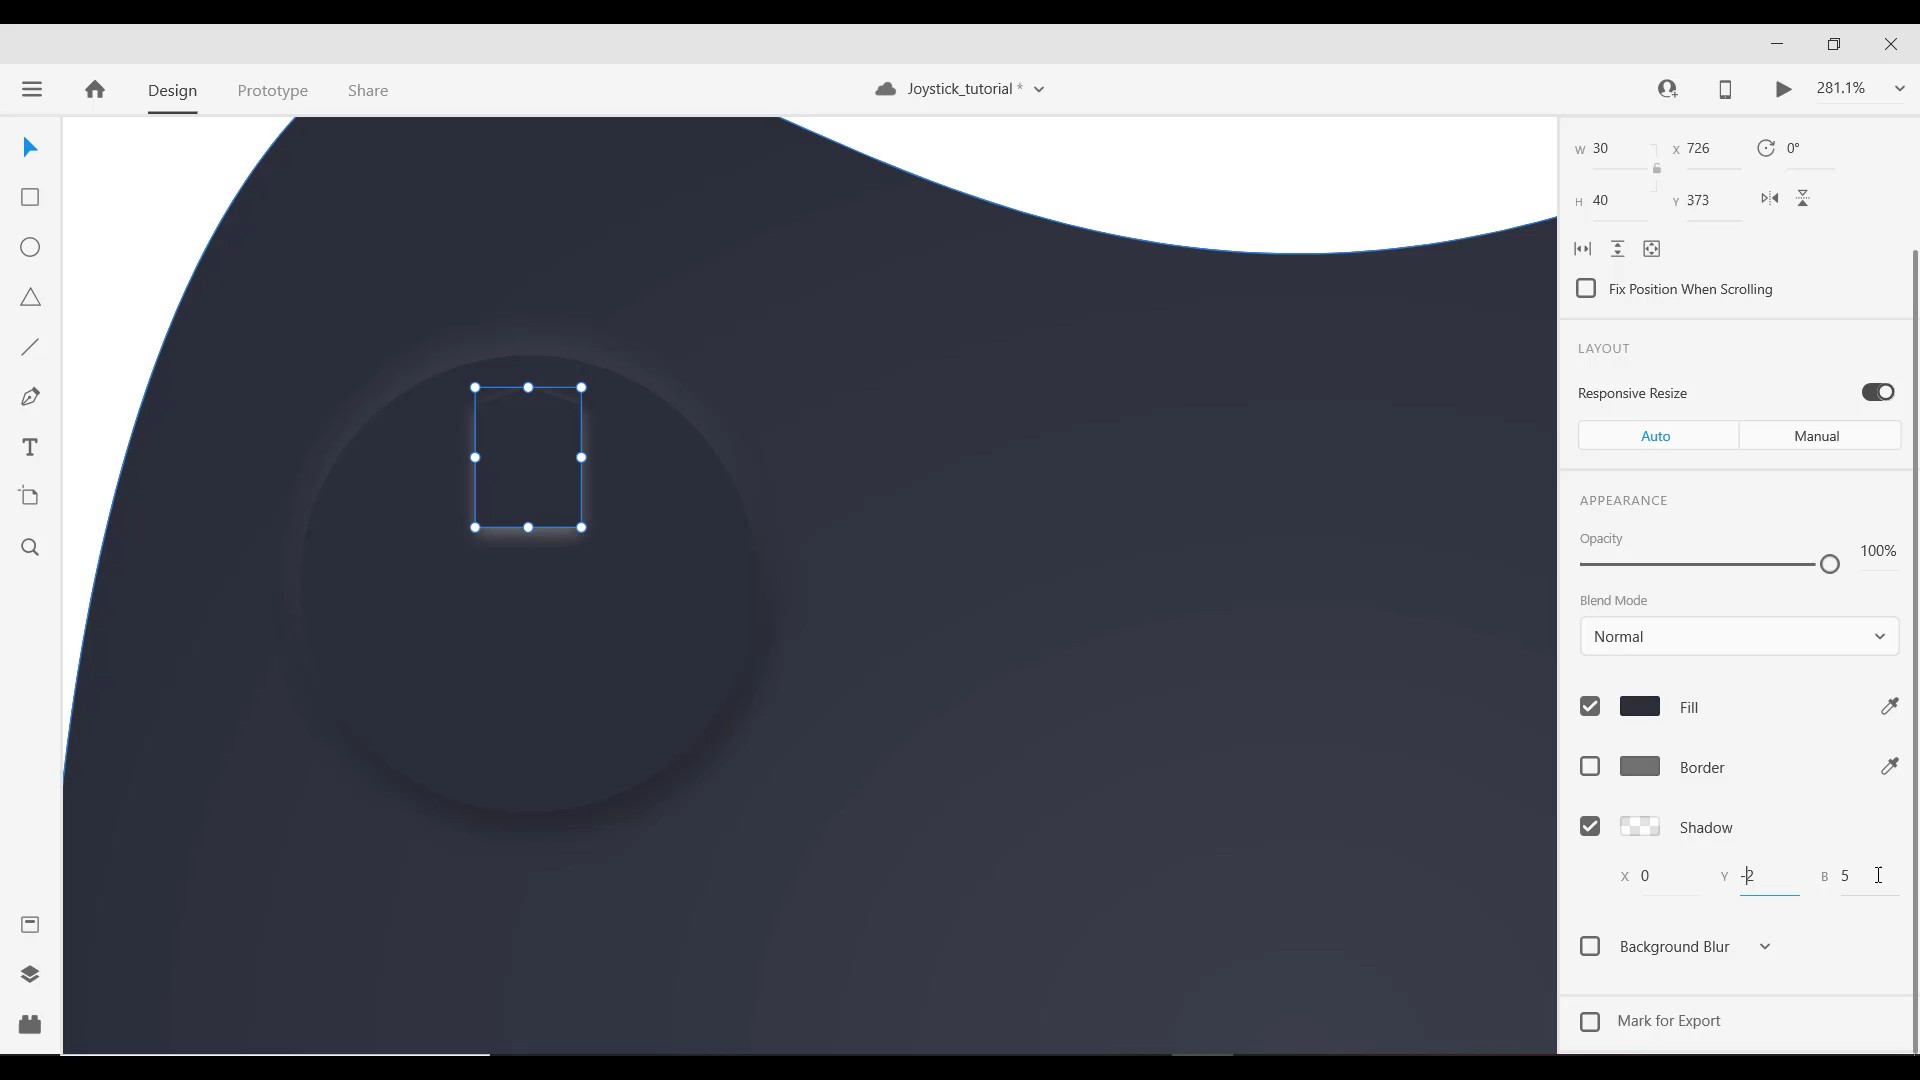 Design Prototype Share Joystick_tutorial * 281.1%
W 30 X 726 0°
H 40 Y 373
Fix Position When Scrolling
LAYOUT
Responsive Resize
Auto Manual
APPEARANCE
Opacity
100%
Blend Mode
Normal
Fill
Border
Shadow
X 0 Y -2 B 5
Background Blur
Mark for Export